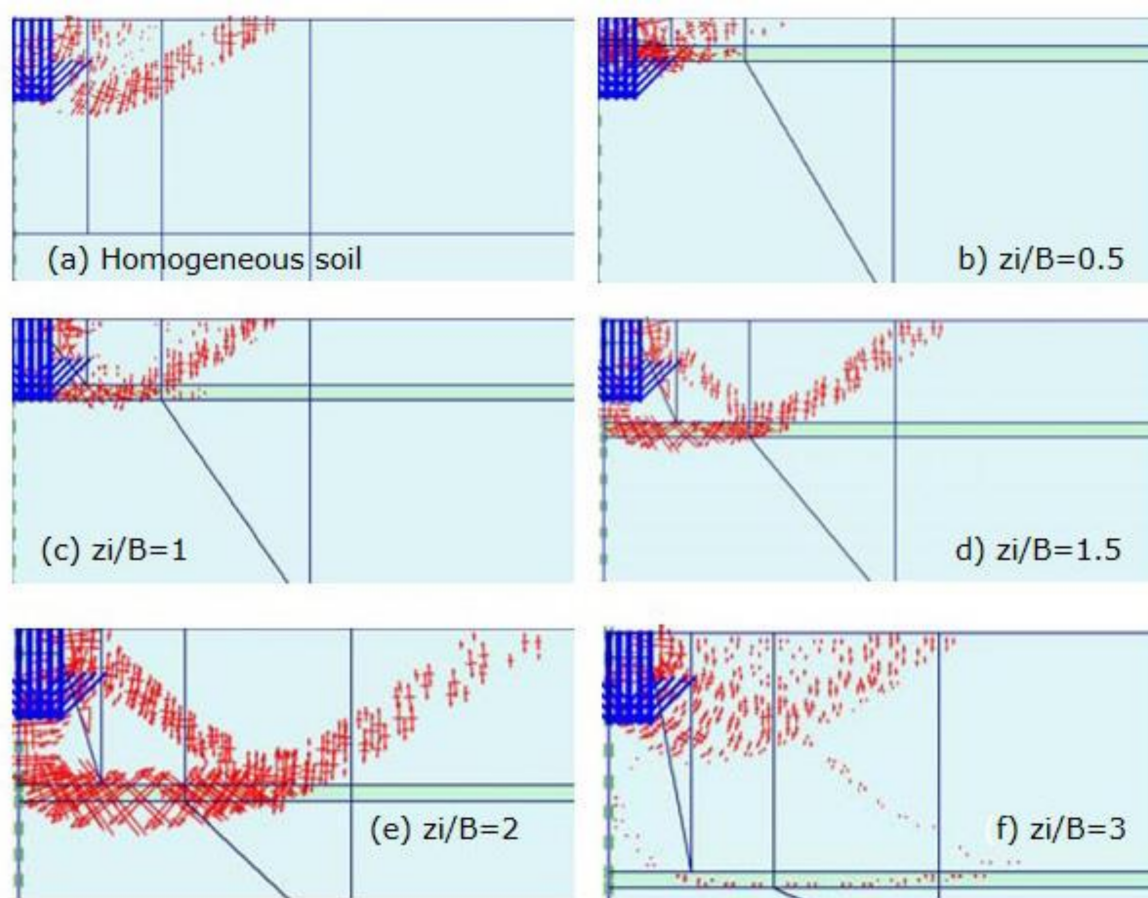 (a) Homogeneous soil
b) zi/B=0.5
(c) zi/B=1
d) zi/B=1.5
(e) zi/B=2
f) zi/B=3